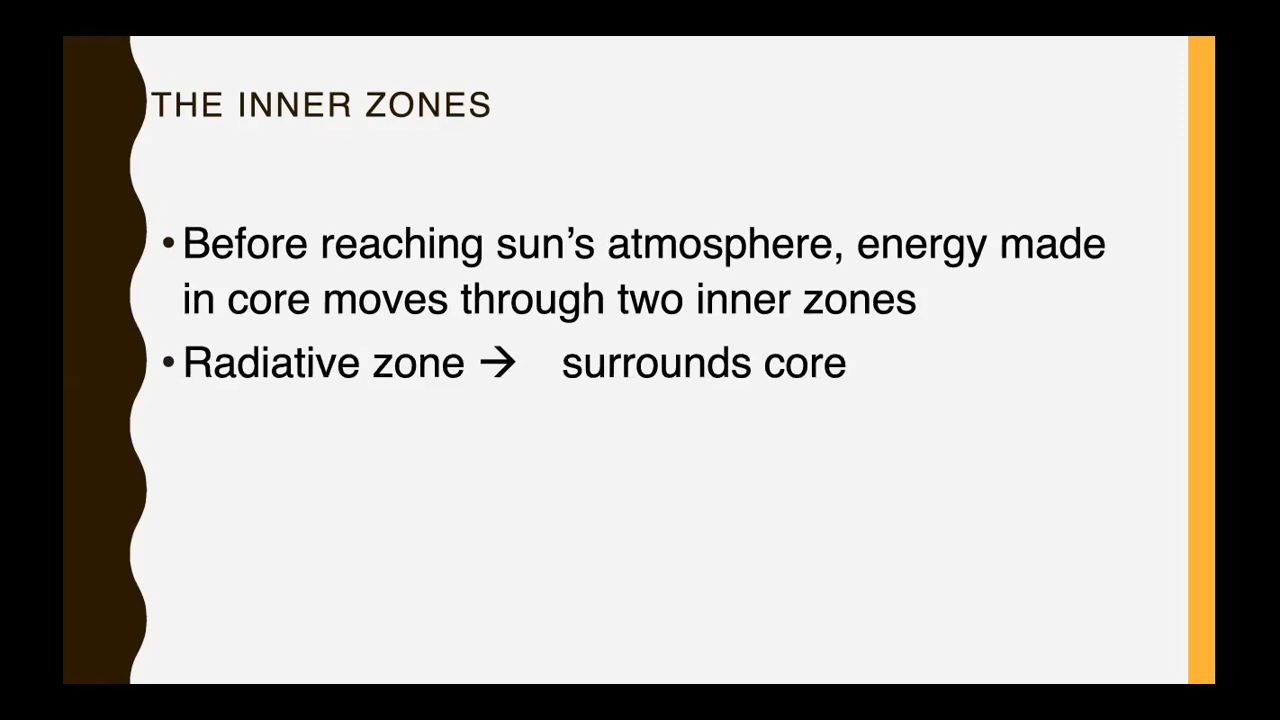 THE INNER ZONES
•Before reaching sun’s atmosphere, energy made
in core moves through two inner zones
•Radiative zone → surrounds core